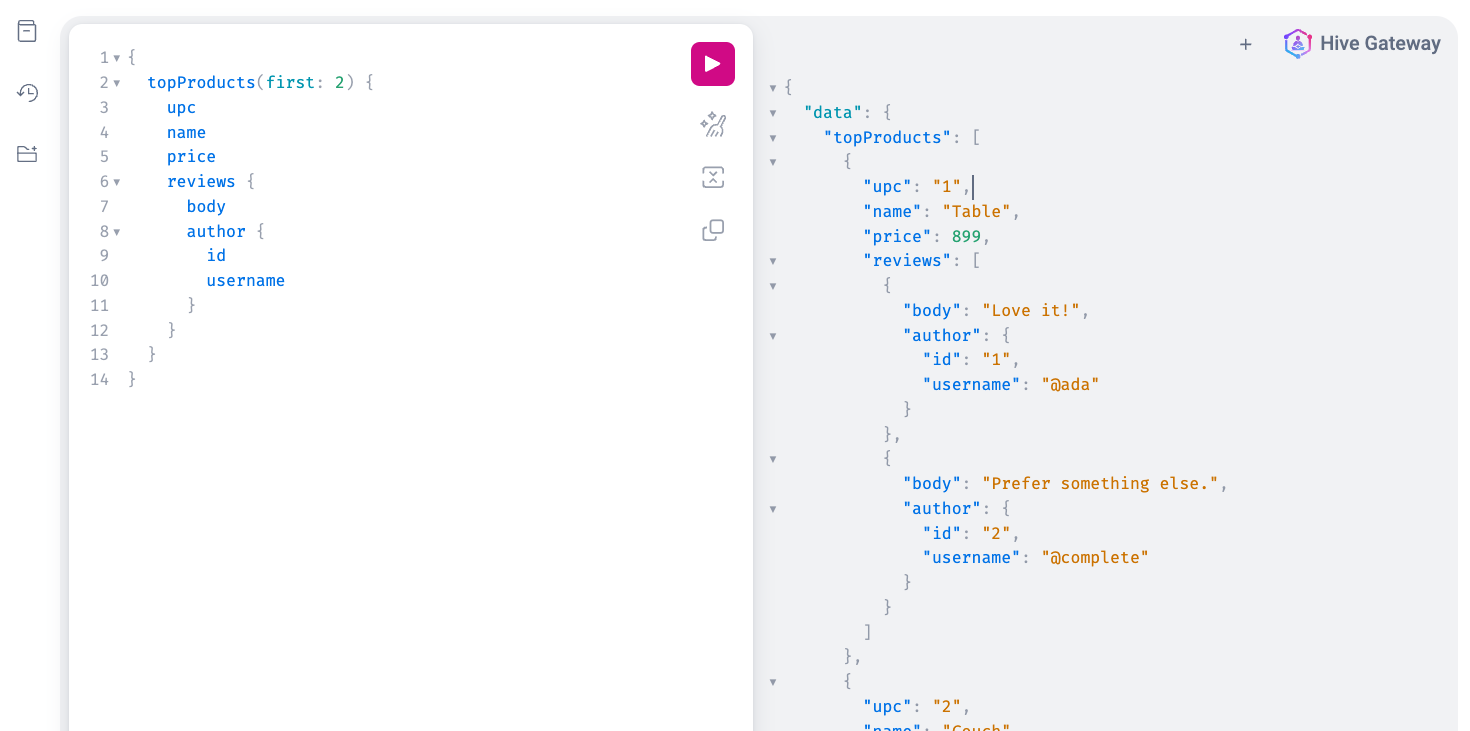 1 {
2 topProducts(first: 2) {
3 upc
4 name
5 price
6 reviews {
7 body
8 author {
9 id
10 username
11 }
12 }
13 }
14 }
Hive Gateway
{
"data": {
"topProducts": [
{
"upc": "1",
"name": "Table",
"price": 899,
"reviews": [
{
"body": "Love it!",
"author": {
"id": "1",
"username": "@ada"
}
},
{
"body": "Prefer something else.",
"author": {
"id": "2",
"username": "@complete"
}
}
]
},
{
"upc": "2",
"name": "Couch",